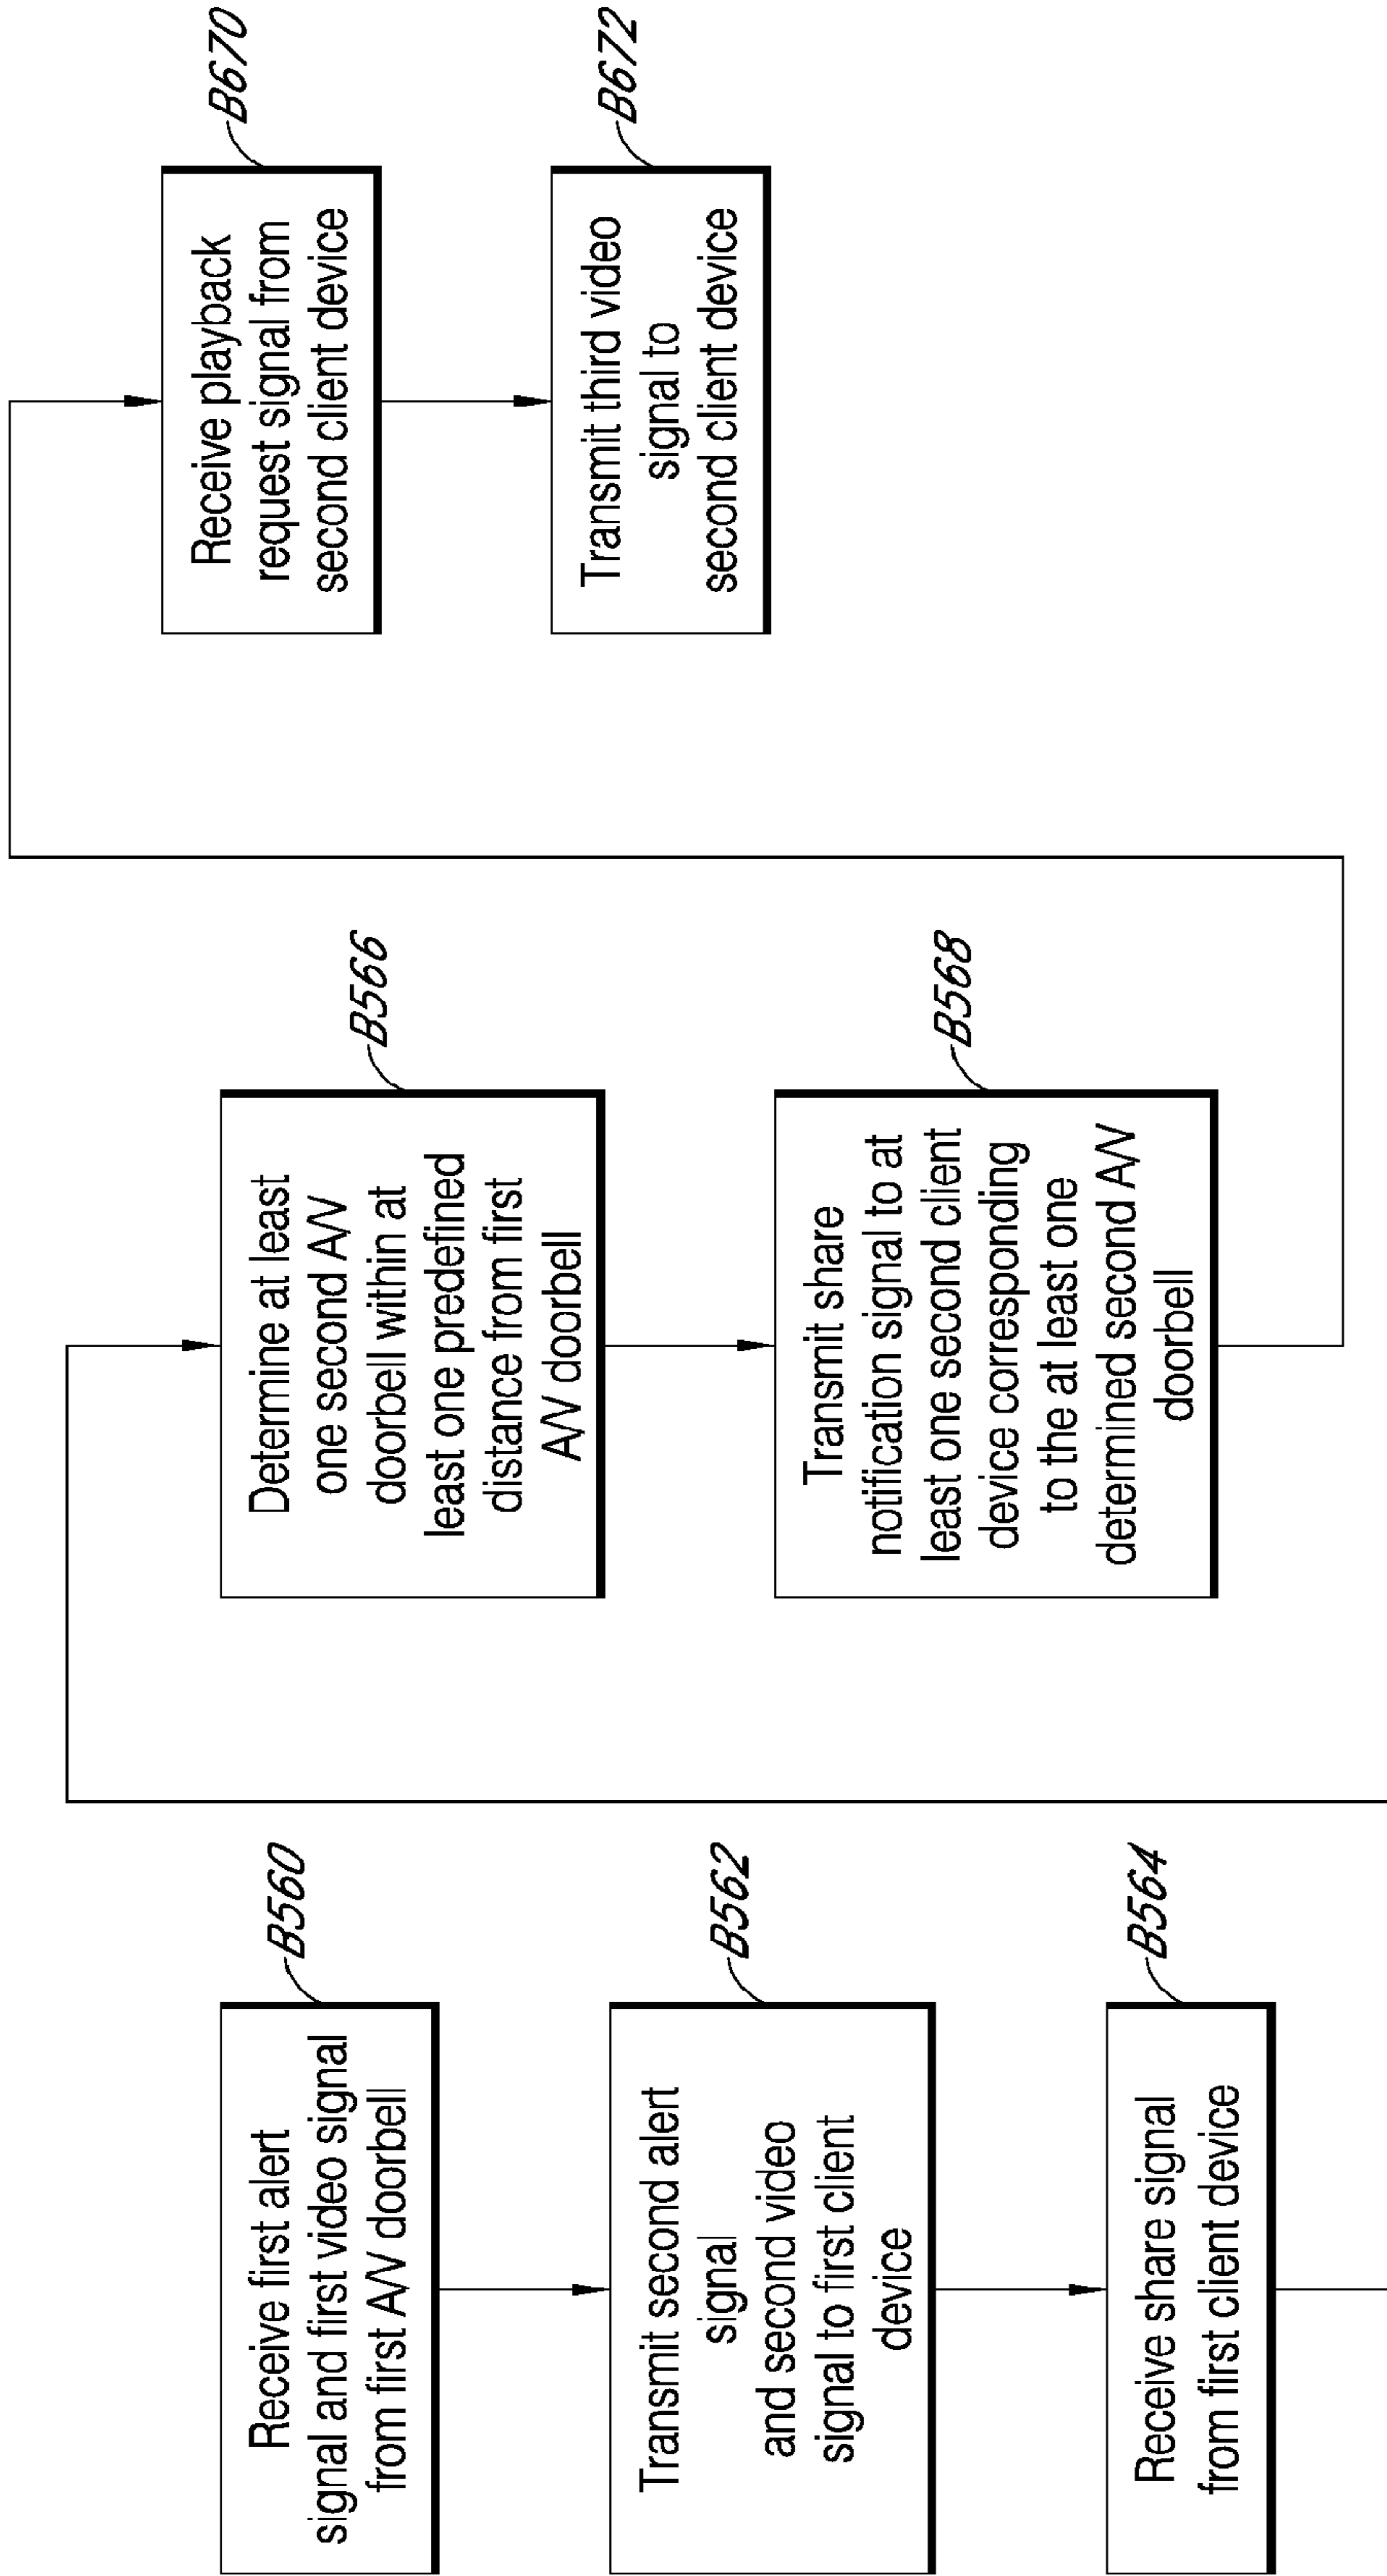 Receive first alert
signal and first video signal
from first A/V doorbell
B560
Transmit second alert
signal
and second video
signal to first client
device
B562
Receive share signal
from first client device
B564
Determine at least
one second A/V
doorbell within at
least one predefined
distance from first
A/V doorbell
B566
Transmit share
notification signal to at
least one second client
device corresponding
to the at least one
determined second A/V
doorbell
B568
Receive playback
request signal from
second client device
B670
Transmit third video
signal to
second client device
B672